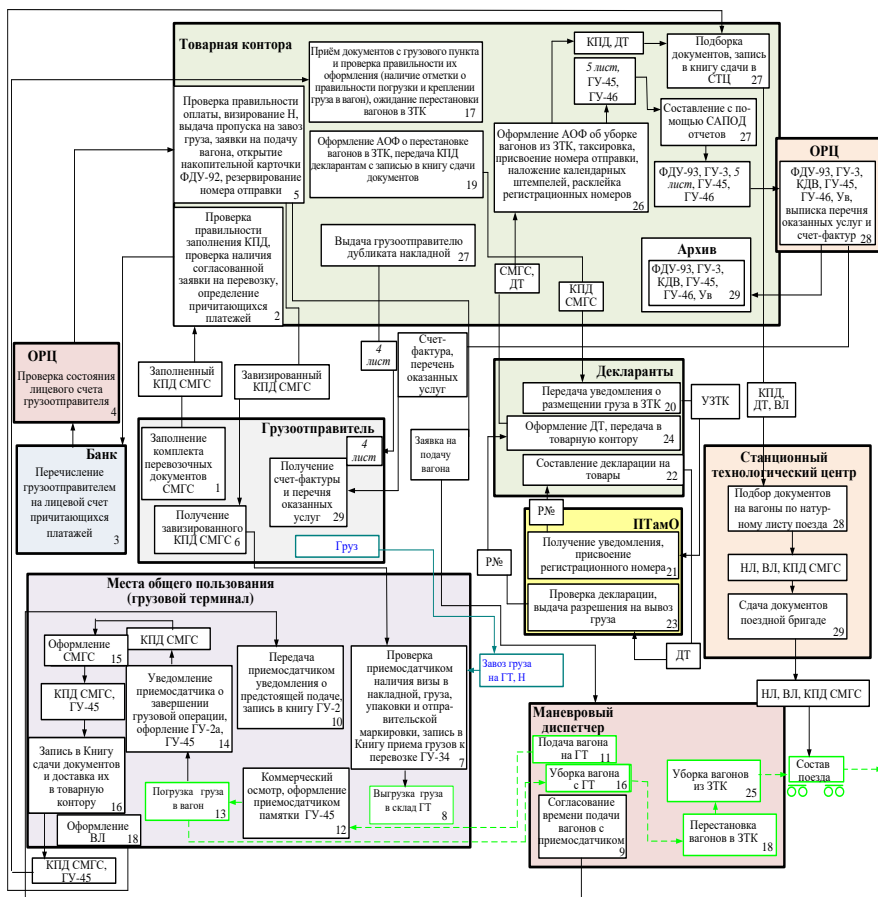 Товарная контора
Приём документов с грузового пункта
и проверка правильности их
оформления (наличие отметки о
правильности погрузки и креплении
груза в вагон), ожидание перестановки
вагонов в ЗТК
17
КПД, ДТ
5 лист,
ГУ-45,
ГУ-46
Подборка
документов, запись
в книгу сдачи в
СТЦ
27
Проверка правильности
оплаты, визирование Н,
выдача пропуска на завоз
груза, заявки на подачу
вагона, открытие
накопительной карточки
ФДУ-92, резервирование
номера отправки
5
Оформление АОФ о перестановке
вагонов в ЗТК, передача КПД
декларантам с записью в книгу сдачи
документов
19
Оформление АОФ об уборке
вагонов из ЗТК, таксировка,
присвоение номера отправки,
наложение календарных
штемпелей, расклейка
регистрационных номеров
26
Составление с по-
мощью САПОД
отчетов
27
ФДУ-93, ГУ-3, 5
лист, ГУ-45,
ГУ-46
ОРЦ
ФДУ-93, ГУ-3,
КДВ, ГУ-45,
ГУ-46, Ув,
выписка перечня
оказанных услуг и
счет-фактур
28
Проверка
правильности
заполнения КПД,
проверка наличия
согласованной
заявки на перевозку,
определение
причитающихся
платежей
2
Выдача грузоотправителю
дубликата накладной
27
СМГС,
ДТ
КПД
СМГС
Архив
ФДУ-93, ГУ-3,
КДВ, ГУ-45,
ГУ-46, Ув
29
ОРЦ
Проверка состояния
лицевого счета
грузоотправителя
4
Заполненный
КПД СМГС
Завизированный
КПД СМГС
4
лист
Счет-
фактура,
перечень
оказанных
услуг
Банк
Перечисление
грузоотправителем
на лицевой счет
причитающихся
платажей
3
Грузоотправитель
4
лист
Заполнение
комплекта
перевозочных
документов
СМГС
1
Получение
счет-фактуры
и перечня
оказанных
услуг
29
Получение
завизированного
КПД СМГС
6
Груз
Заявка на
подачу
вагона
Декларанты
Передача уведомления о
размещении груза в ЗТК
20
Оформление ДТ, передача в
товарную контору
24
Составление декларации на
товары
22
УЗТК
КПД,
ДТ, ВЛ
Р№
Р№
ПТамО
Получение уведомления,
присвоение
регистрационного номера
21
Проверка декларации,
выдача разрешения на вывоз
груза
23
ДТ
Станционный
технологический центр
Подбор документов
на вагоны по натур-
ному листу поезда
28
НЛ, ВЛ, КПД СМГС
Сдача документов
поездной бригаде
29
НЛ, ВЛ, КПД СМГС
Места общего пользования
(грузовой терминал)
КПД СМГС
Оформление
СМГС
15
КПД СМГС,
ГУ-45
Уведомление
приемосдатчика о
завершении
грузовой операции,
офорление ГУ-2а,
ГУ-45
14
Передача
приемосдатчиком
уведомления о
предстоящей подаче,
запись в книгу ГУ-2
10
Проверка
приемосдатчиком
наличия визы в
накладной, груза,
упаковки и отпра-
вительской
маркировки, запись в
Книгу приема грузов к
перевозке ГУ-34
7
Завоз груза
на ГТ, Н
Запись в Книгу
сдачи документов
и доставка их
в товарную
контору
16
Погрузка груза
в вагон
13
Коммерческий
осмотр, оформление
приемосдатчиком
памятки ГУ-45
12
Выгрузка груза
в склад ГТ
8
Оформление
ВЛ
18
КПД СМГС,
ГУ-45
Маневровый
диспетчер
Подача вагона
на ГТ
11
Уборка вагона
с ГТ
16
Согласование
времени подачи
вагонов с
приемосдатчиком
9
Уборка вагонов
из ЗТК
25
Перестановка
вагонов в ЗТК
18
Состав
поезда